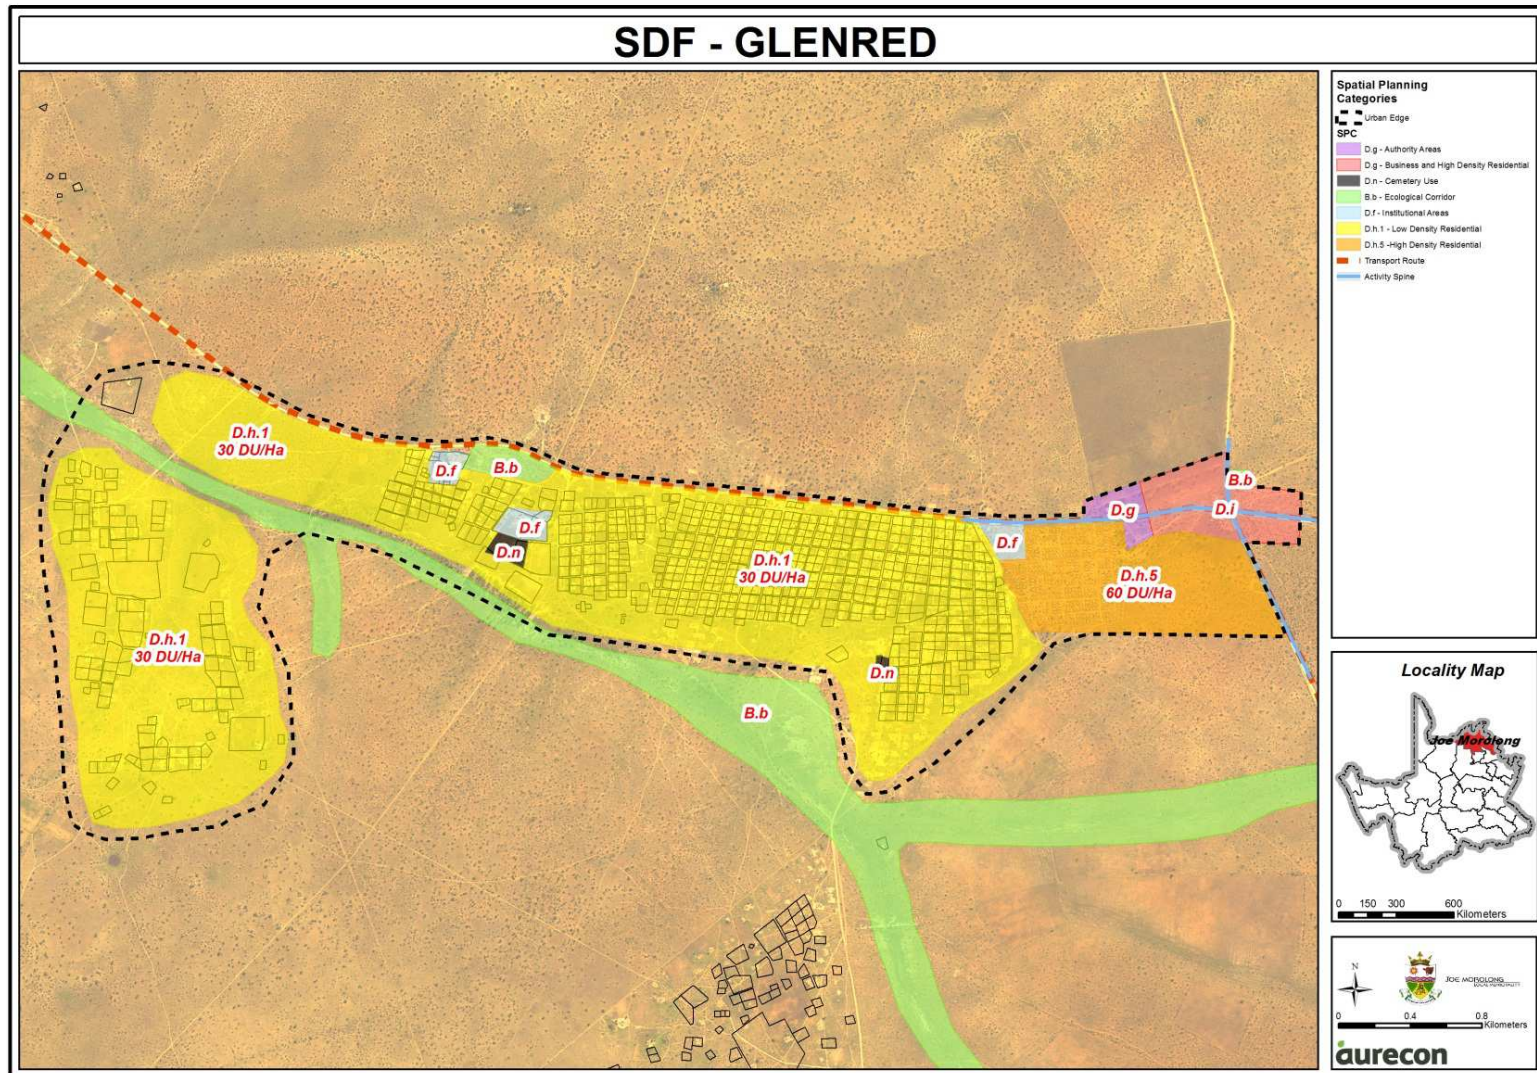 SDF - GLENRED
Spatial Planning
Categories
Urban Edge
SPC
D.g - Authority Areas
D.g - Business and High Density Residential
D.n - Cemetery Use
B.b - Ecological Corridor
D.f - Institutional Areas
D.h.1 - Low Density Residential
D.h.5 -High Density Residential
Transport Route
Activity Spine
D.h.1
30 DU/Ha
D.f
B.b
D.f
D.n
D.h.1
30 DU/Ha
D.f
D.g
D.i
B.b
D.h.5
60 DU/Ha
D.h.1
30 DU/Ha
D.n
B.b
Locality Map
Joe Morolong
0 150 300 600
Kilometers
N
JOE MOROLONG
LOCAL MUNICIPALITY
0 0.4 0.8
Kilometers
aurecon